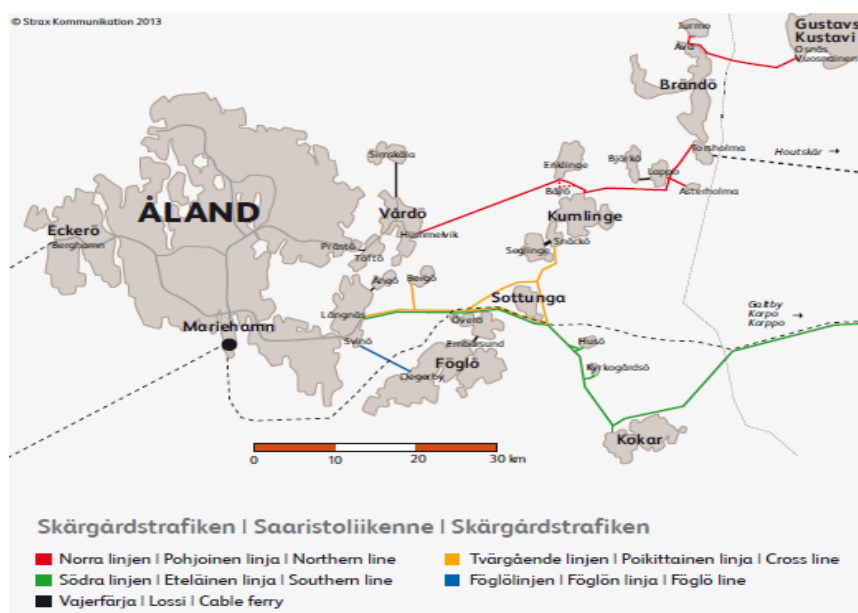 © Strax Kommunikation 2013
Jurmo
Gustavs
Kustavi
Åva
Osnäs
Vuosnainen
Brändö
Simskäla
Enklinge
Björkö
Lappo
Torsholma
Houtskär →
Asterholma
ÅLAND
Vårdö
Bärö
Kumlinge
Eckerö
Berghamn
Hummelvik
Prästö
Töftö
Snäckö
Seglinge
Ängö
Bergö
Sottunga
Galtby
Korpo
Korppo
→
Mariehamn
Långnäs
Överö
Svinö
Embarsund
Husö
Föglö
Degerby
Kyrkogårdsö
Kökar
0 10 20 30 km
Skärgårdstrafiken I Saaristoliikenne I Skärgårdstrafiken
Norra linjen I Pohjoinen linja I Northern line
Tvärgående linjen I Poikittainen linja I Cross line
Södra linjen I Eteläinen linja I Southern line
Föglölinjen I Föglön linja I Föglö line
Vajerfärja I Lossi I Cable ferry